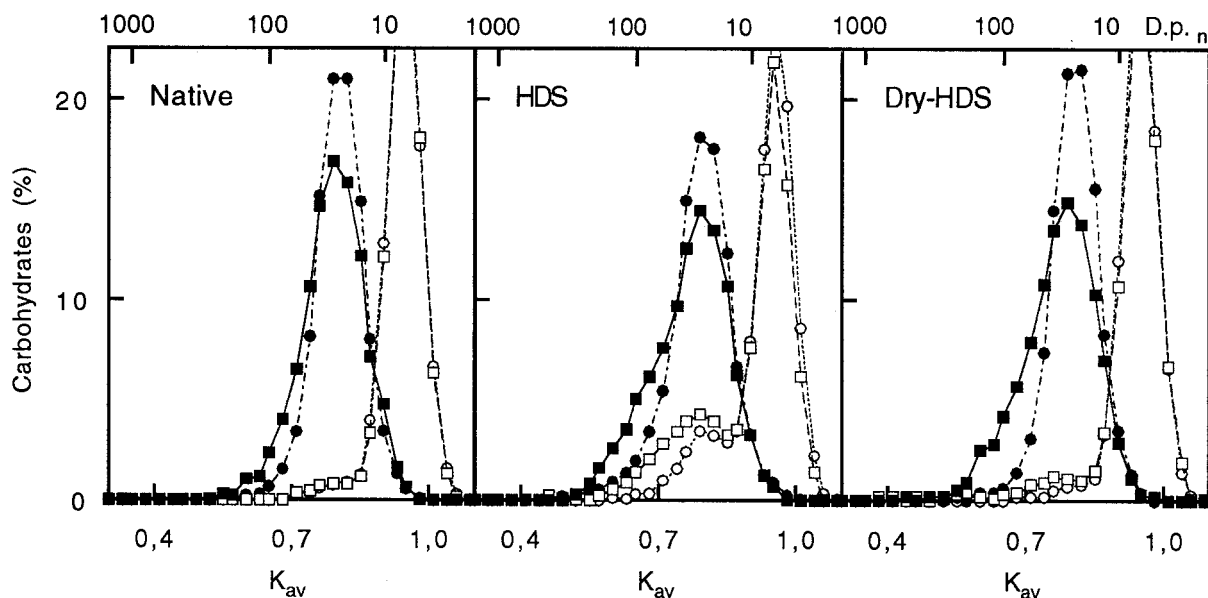 1000 100 10 1000 100 10 1000 100 10 D.p. n
Native HDS Dry-HDS
20
Carbohydrates (%)
10
0
0,4 0,7 1,0 0,4 0,7 1,0 0,4 0,7 1,0
Kav Kav Kav